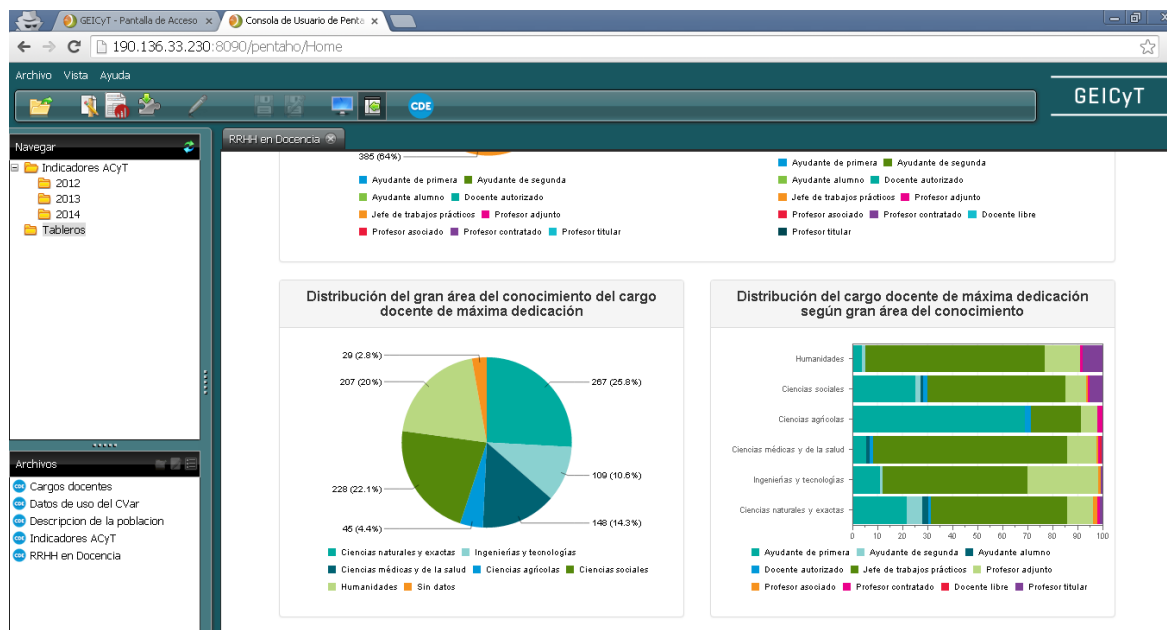 GEICyT - Pantalla de Acceso
Consola de Usuario de Penta
190.136.33.230:8090/pentaho/Home
Archivo Vista Ayuda
CDE
GEICyT
Navegar
Indicadores ACyT
2012
2013
2014
Tableros
Archivos
CDE Cargos docentes
CDE Datos de uso del CVar
CDE Descripcion de la poblacion
CDE Indicadores ACyT
CDE RRHH en Docencia
RRHH en Docencia
385 (64%)
Ayudante de primera Ayudante de segunda
Ayudante alumno Docente autorizado
Jefe de trabajos prácticos Profesor adjunto
Profesor asociado Profesor contratado Profesor titular
Ayudante de primera Ayudante de segunda
Ayudante alumno Docente autorizado
Jefe de trabajos prácticos Profesor adjunto
Profesor asociado Profesor contratado Docente libre
Profesor titular
Distribución del gran área del conocimiento del cargo
docente de máxima dedicación
29 (2.8%)
207 (20%)
267 (25.8%)
109 (10.6%)
228 (22.1%)
148 (14.3%)
45 (4.4%)
Ciencias naturales y exactas Ingenierías y tecnologías
Ciencias médicas y de la salud Ciencias agrícolas Ciencias sociales
Humanidades Sin datos
Distribución del cargo docente de máxima dedicación
según gran área del conocimiento
Humanidades
Ciencias sociales
Ciencias agrícolas
Ciencias médicas y de la salud
Ingenierías y tecnologías
Ciencias naturales y exactas
0 10 20 30 40 50 60 70 80 90 100
Ayudante de primera Ayudante de segunda Ayudante alumno
Docente autorizado Jefe de trabajos prácticos Profesor adjunto
Profesor asociado Profesor contratado Docente libre Profesor titular